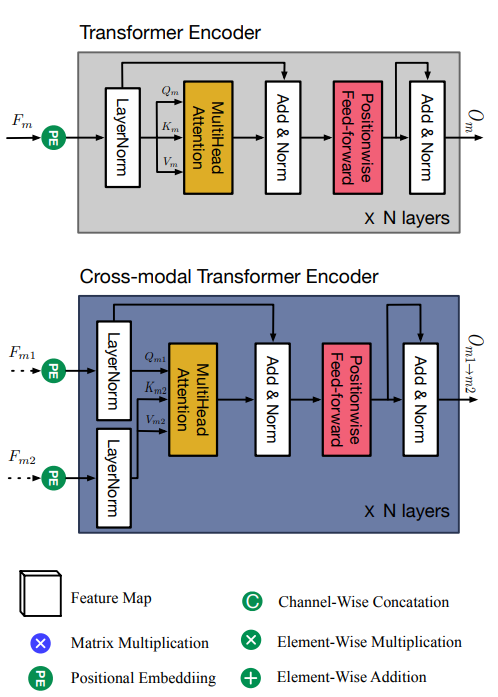 Transformer Encoder
F_m
PE
LayerNorm
Q_m
K_m
V_m
MultiHead
Attention
Add & Norm
Positionwise
Feed-forward
Add & Norm
O_m
x N layers
Cross-modal Transformer Encoder
F_{m1}
PE
LayerNorm
F_{m2}
PE
LayerNorm
Q_{m1}
K_{m2}
V_{m2}
MultiHead
Attention
Add & Norm
Positionwise
Feed-forward
Add & Norm
O_{m1→m2}
x N layers
Feature Map
C Channel-Wise Concatation
Matrix Multiplication
Element-Wise Multiplication
PE Positional Embeddiing
Element-Wise Addition